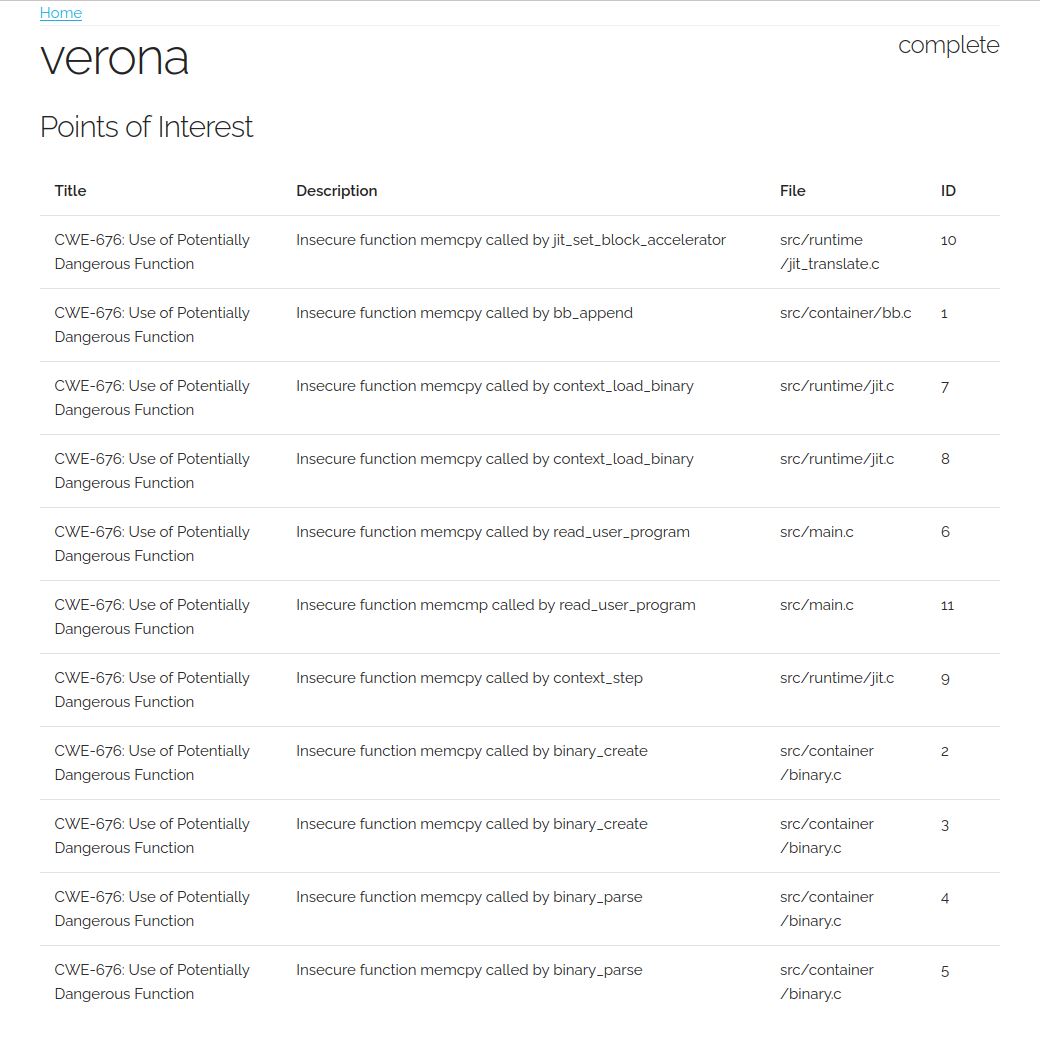 Home
verona
complete
Points of Interest
Title Description File ID
CWE-676: Use of Potentially Insecure function memcpy called by jit_set_block_accelerator src/runtime 10
Dangerous Function /jit_translate.c
CWE-676: Use of Potentially Insecure function memcpy called by bb_append src/container/bb.c 1
Dangerous Function
CWE-676: Use of Potentially Insecure function memcpy called by context_load_binary src/runtime/jit.c 7
Dangerous Function
CWE-676: Use of Potentially Insecure function memcpy called by context_load_binary src/runtime/jit.c 8
Dangerous Function
CWE-676: Use of Potentially Insecure function memcpy called by read_user_program src/main.c 6
Dangerous Function
CWE-676: Use of Potentially Insecure function memcmp called by read_user_program src/main.c 11
Dangerous Function
CWE-676: Use of Potentially Insecure function memcpy called by context_step src/runtime/jit.c 9
Dangerous Function
CWE-676: Use of Potentially Insecure function memcpy called by binary_create src/container 2
Dangerous Function /binary.c
CWE-676: Use of Potentially Insecure function memcpy called by binary_create src/container 3
Dangerous Function /binary.c
CWE-676: Use of Potentially Insecure function memcpy called by binary_parse src/container 4
Dangerous Function /binary.c
CWE-676: Use of Potentially Insecure function memcpy called by binary_parse src/container 5
Dangerous Function /binary.c